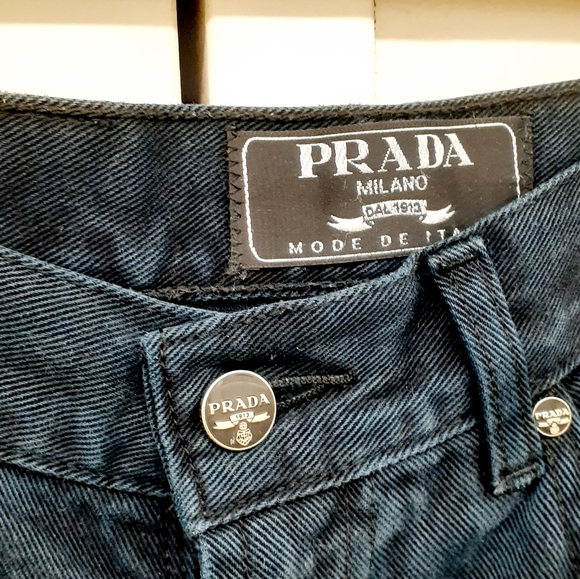 PRADA
MILANO
DAL 1913
MODE DE ITA
PRADA
1913
PRADA